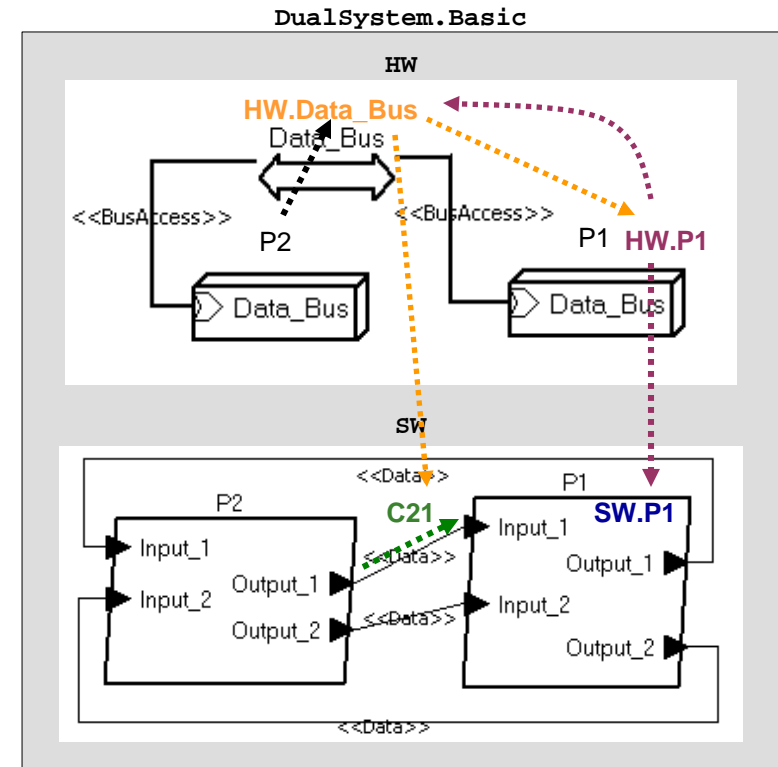 DualSystem.Basic
HW
HW.Data_Bus
Data_Bus
<<BusAccess>>
<<BusAccess>>
P2
P1 HW.P1
Data_Bus
Data_Bus
SW
<<Data>>
P2
P1
C21
SW.P1
Input_1
Input_2
Output_1
Output_2
<<Data>>
<<Data>>
Input_1
Output_1
Input_2
Output_2
<<Data>>